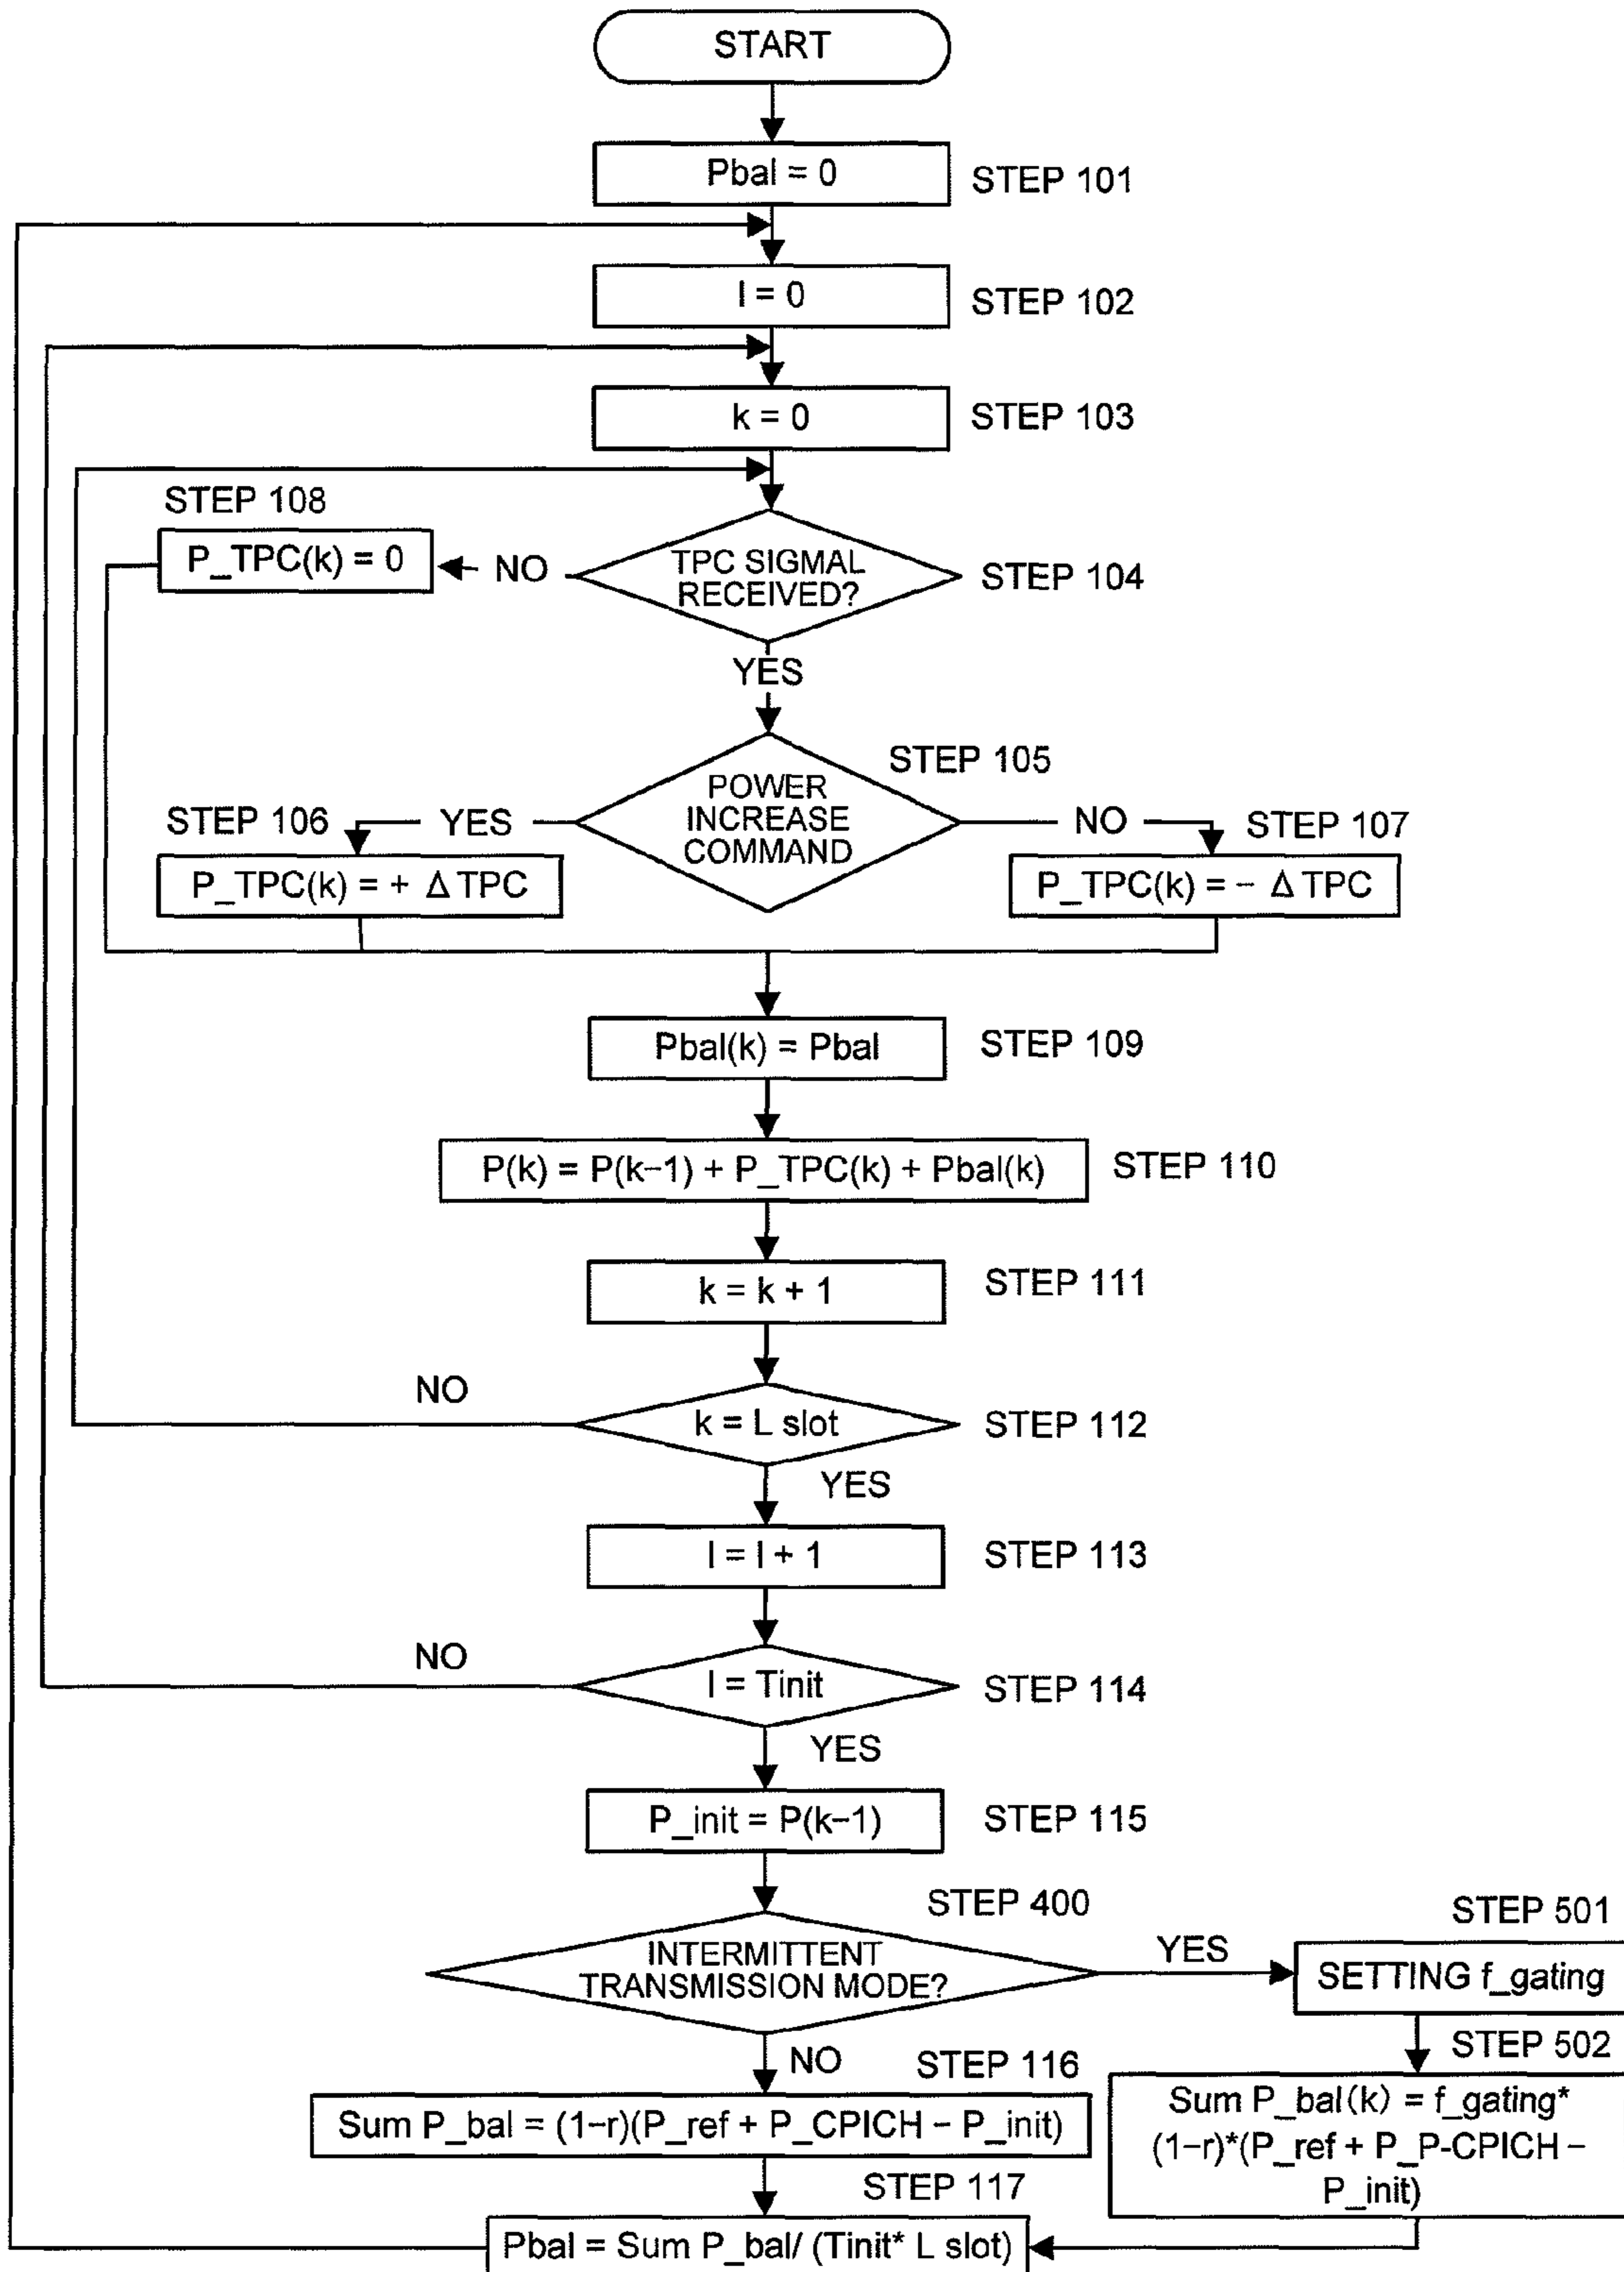 START
Pbal = 0
STEP 101
l = 0
STEP 102
k = 0
STEP 103
STEP 108
P_TPC(k) = 0
NO
TPC SIGMAL
RECEIVED?
STEP 104
YES
STEP 105
POWER
INCREASE
COMMAND
STEP 106
YES
NO
STEP 107
P_TPC(k) = + Δ TPC
P_TPC(k) = − Δ TPC
Pbal(k) = Pbal
STEP 109
P(k) = P(k−1) + P_TPC(k) + Pbal(k)
STEP 110
k = k + 1
STEP 111
NO
k = L slot
STEP 112
YES
l = l + 1
STEP 113
NO
l = Tinit
STEP 114
YES
P_init = P(k−1)
STEP 115
STEP 400
INTERMITTENT
TRANSMISSION MODE?
YES
STEP 501
SETTING f_gating
NO
STEP 116
STEP 502
Sum P_bal = (1−r)(P_ref + P_CPICH − P_init)
Sum P_bal(k) = f_gating*
(1−r)*(P_ref + P_P-CPICH −
P_init)
STEP 117
Pbal = Sum P_bal/ (Tinit* L slot)